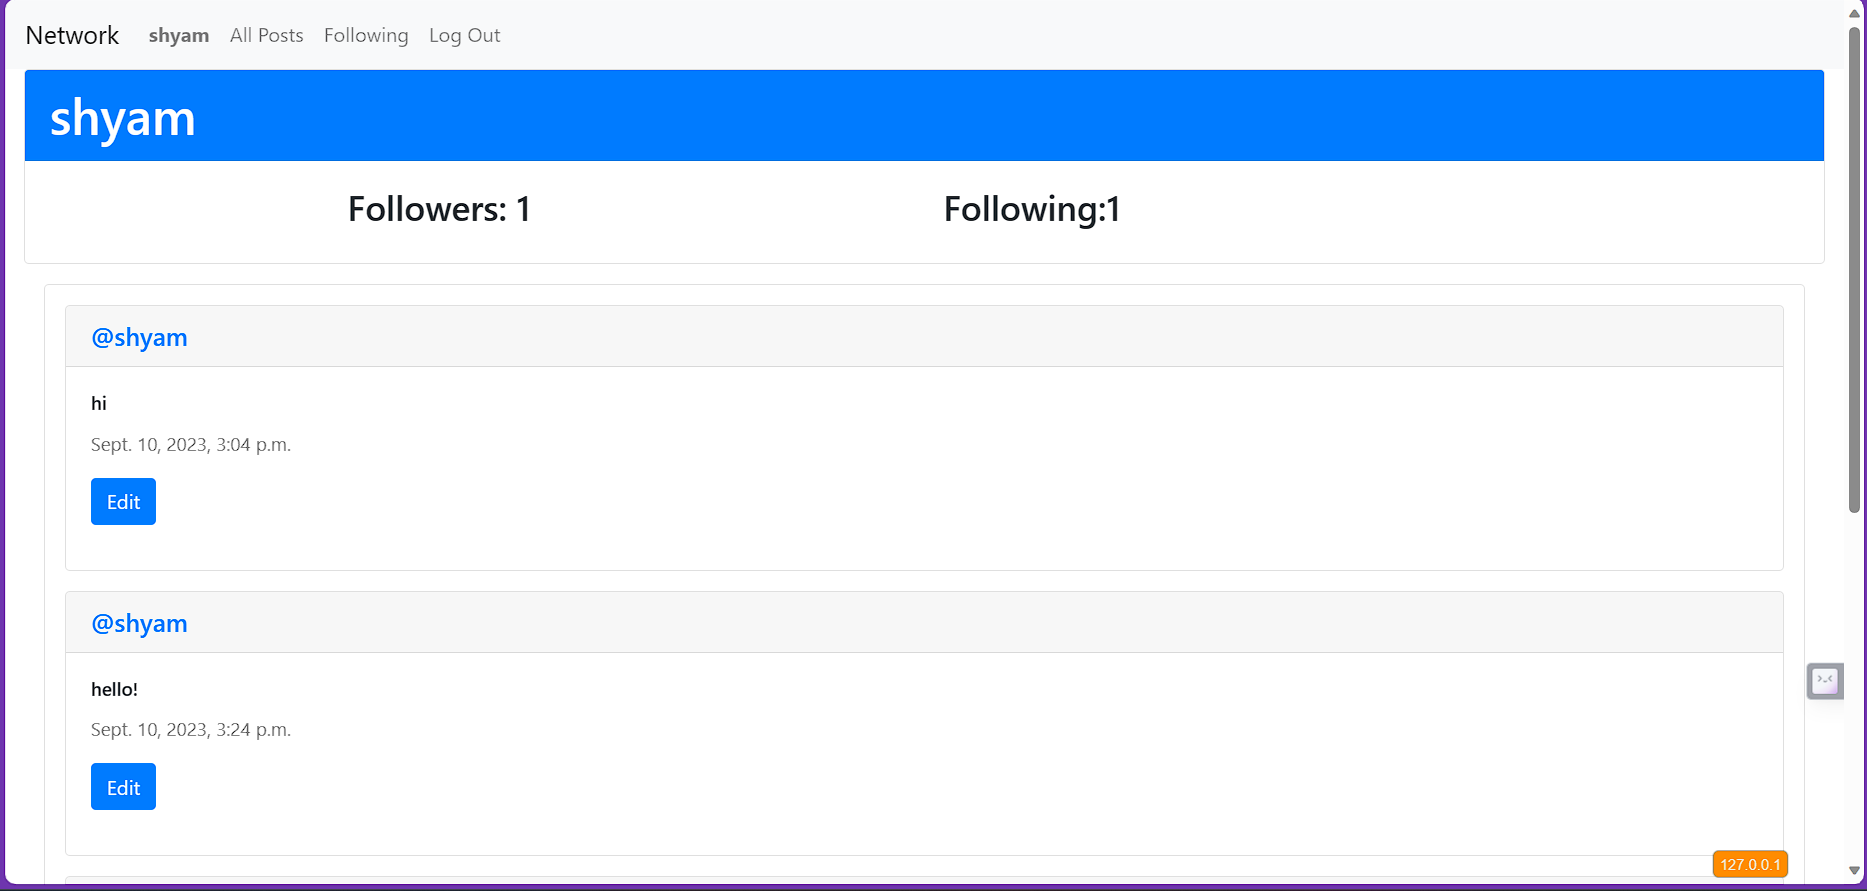 Network shyam All Posts Following Log Out
shyam
Followers: 1 Following:1
@shyam
hi
Sept. 10, 2023, 3:04 p.m.
Edit
@shyam
hello!
Sept. 10, 2023, 3:24 p.m.
Edit
127.0.0.1